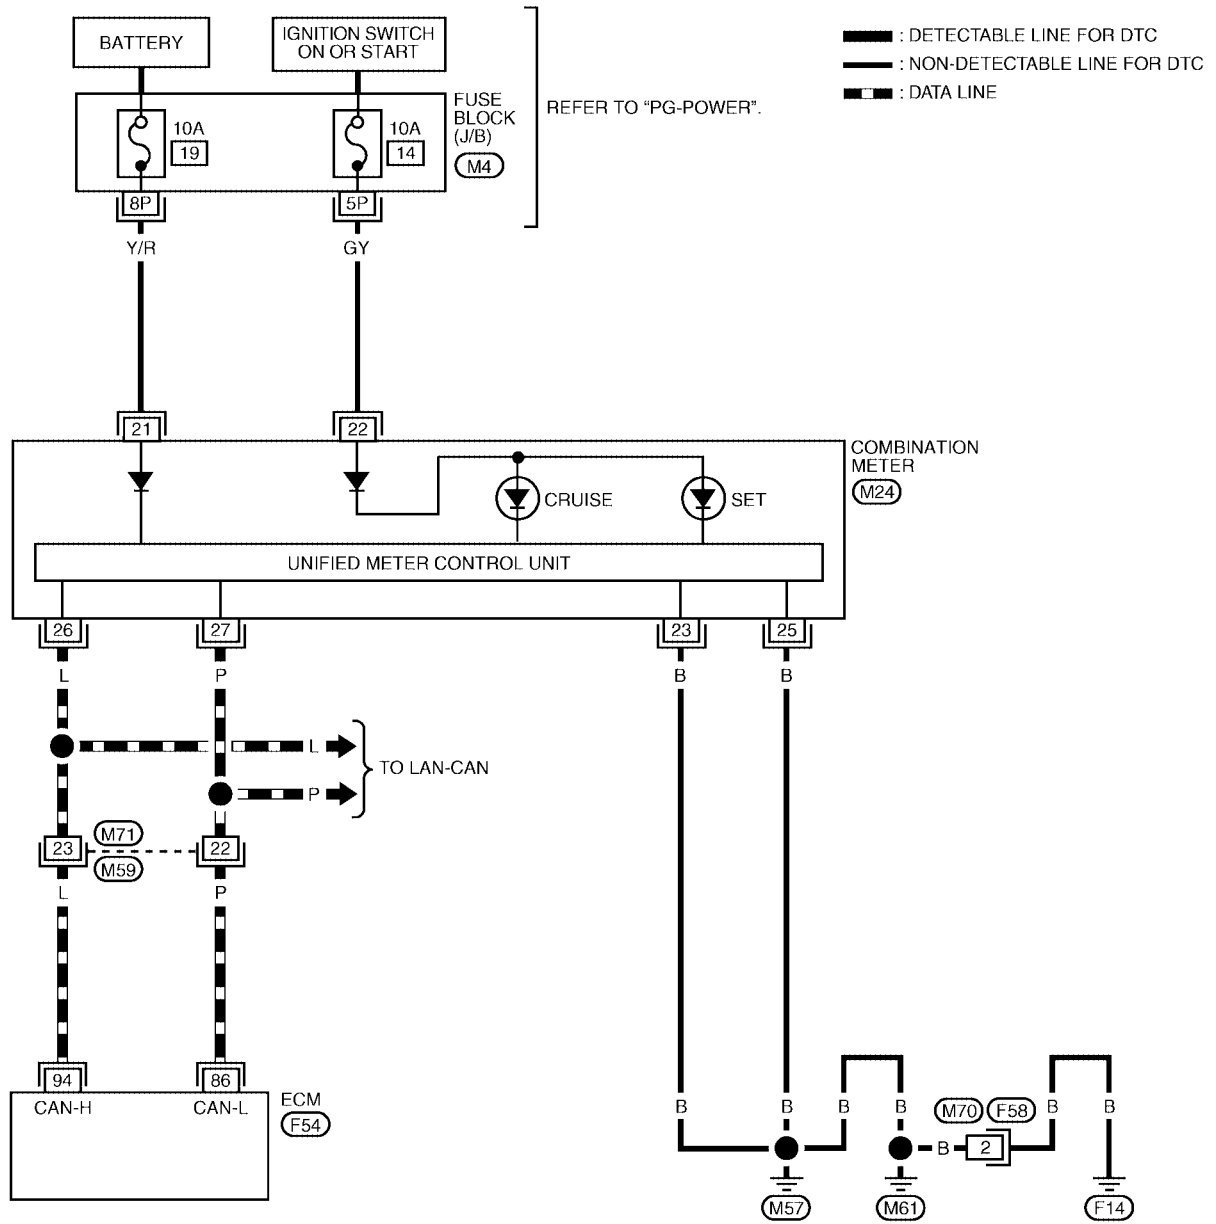 BATTERY
IGNITION SWITCH
ON OR START
: DETECTABLE LINE FOR DTC
: NON-DETECTABLE LINE FOR DTC
: DATA LINE
FUSE
BLOCK
(J/B)
M4
REFER TO "PG-POWER".
10A
19
10A
14
8P
5P
Y/R
GY
21
22
COMBINATION
METER
M24
CRUISE
SET
UNIFIED METER CONTROL UNIT
26
27
23
25
L
P
B
B
L
P
TO LAN-CAN
23
M71
M59
22
L
P
94
86
CAN-H
CAN-L
ECM
F54
B
B
B
B
M70
F58
B
B
B
2
M57
M61
F14